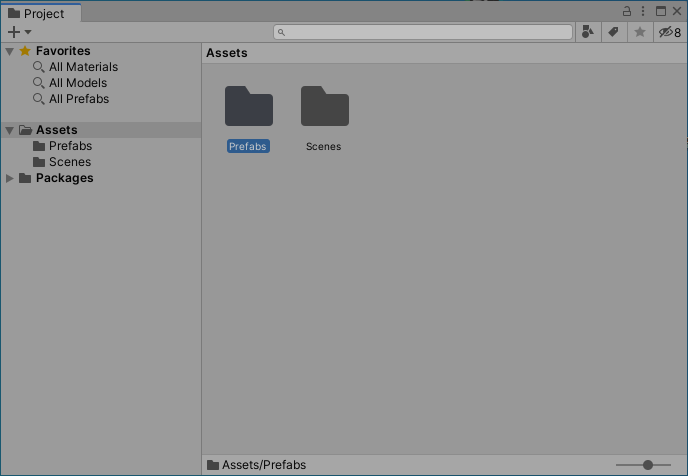 Project
8
Favorites
All Materials
All Models
All Prefabs
Assets
Prefabs
Scenes
Packages
Assets
Prefabs
Scenes
Assets/Prefabs